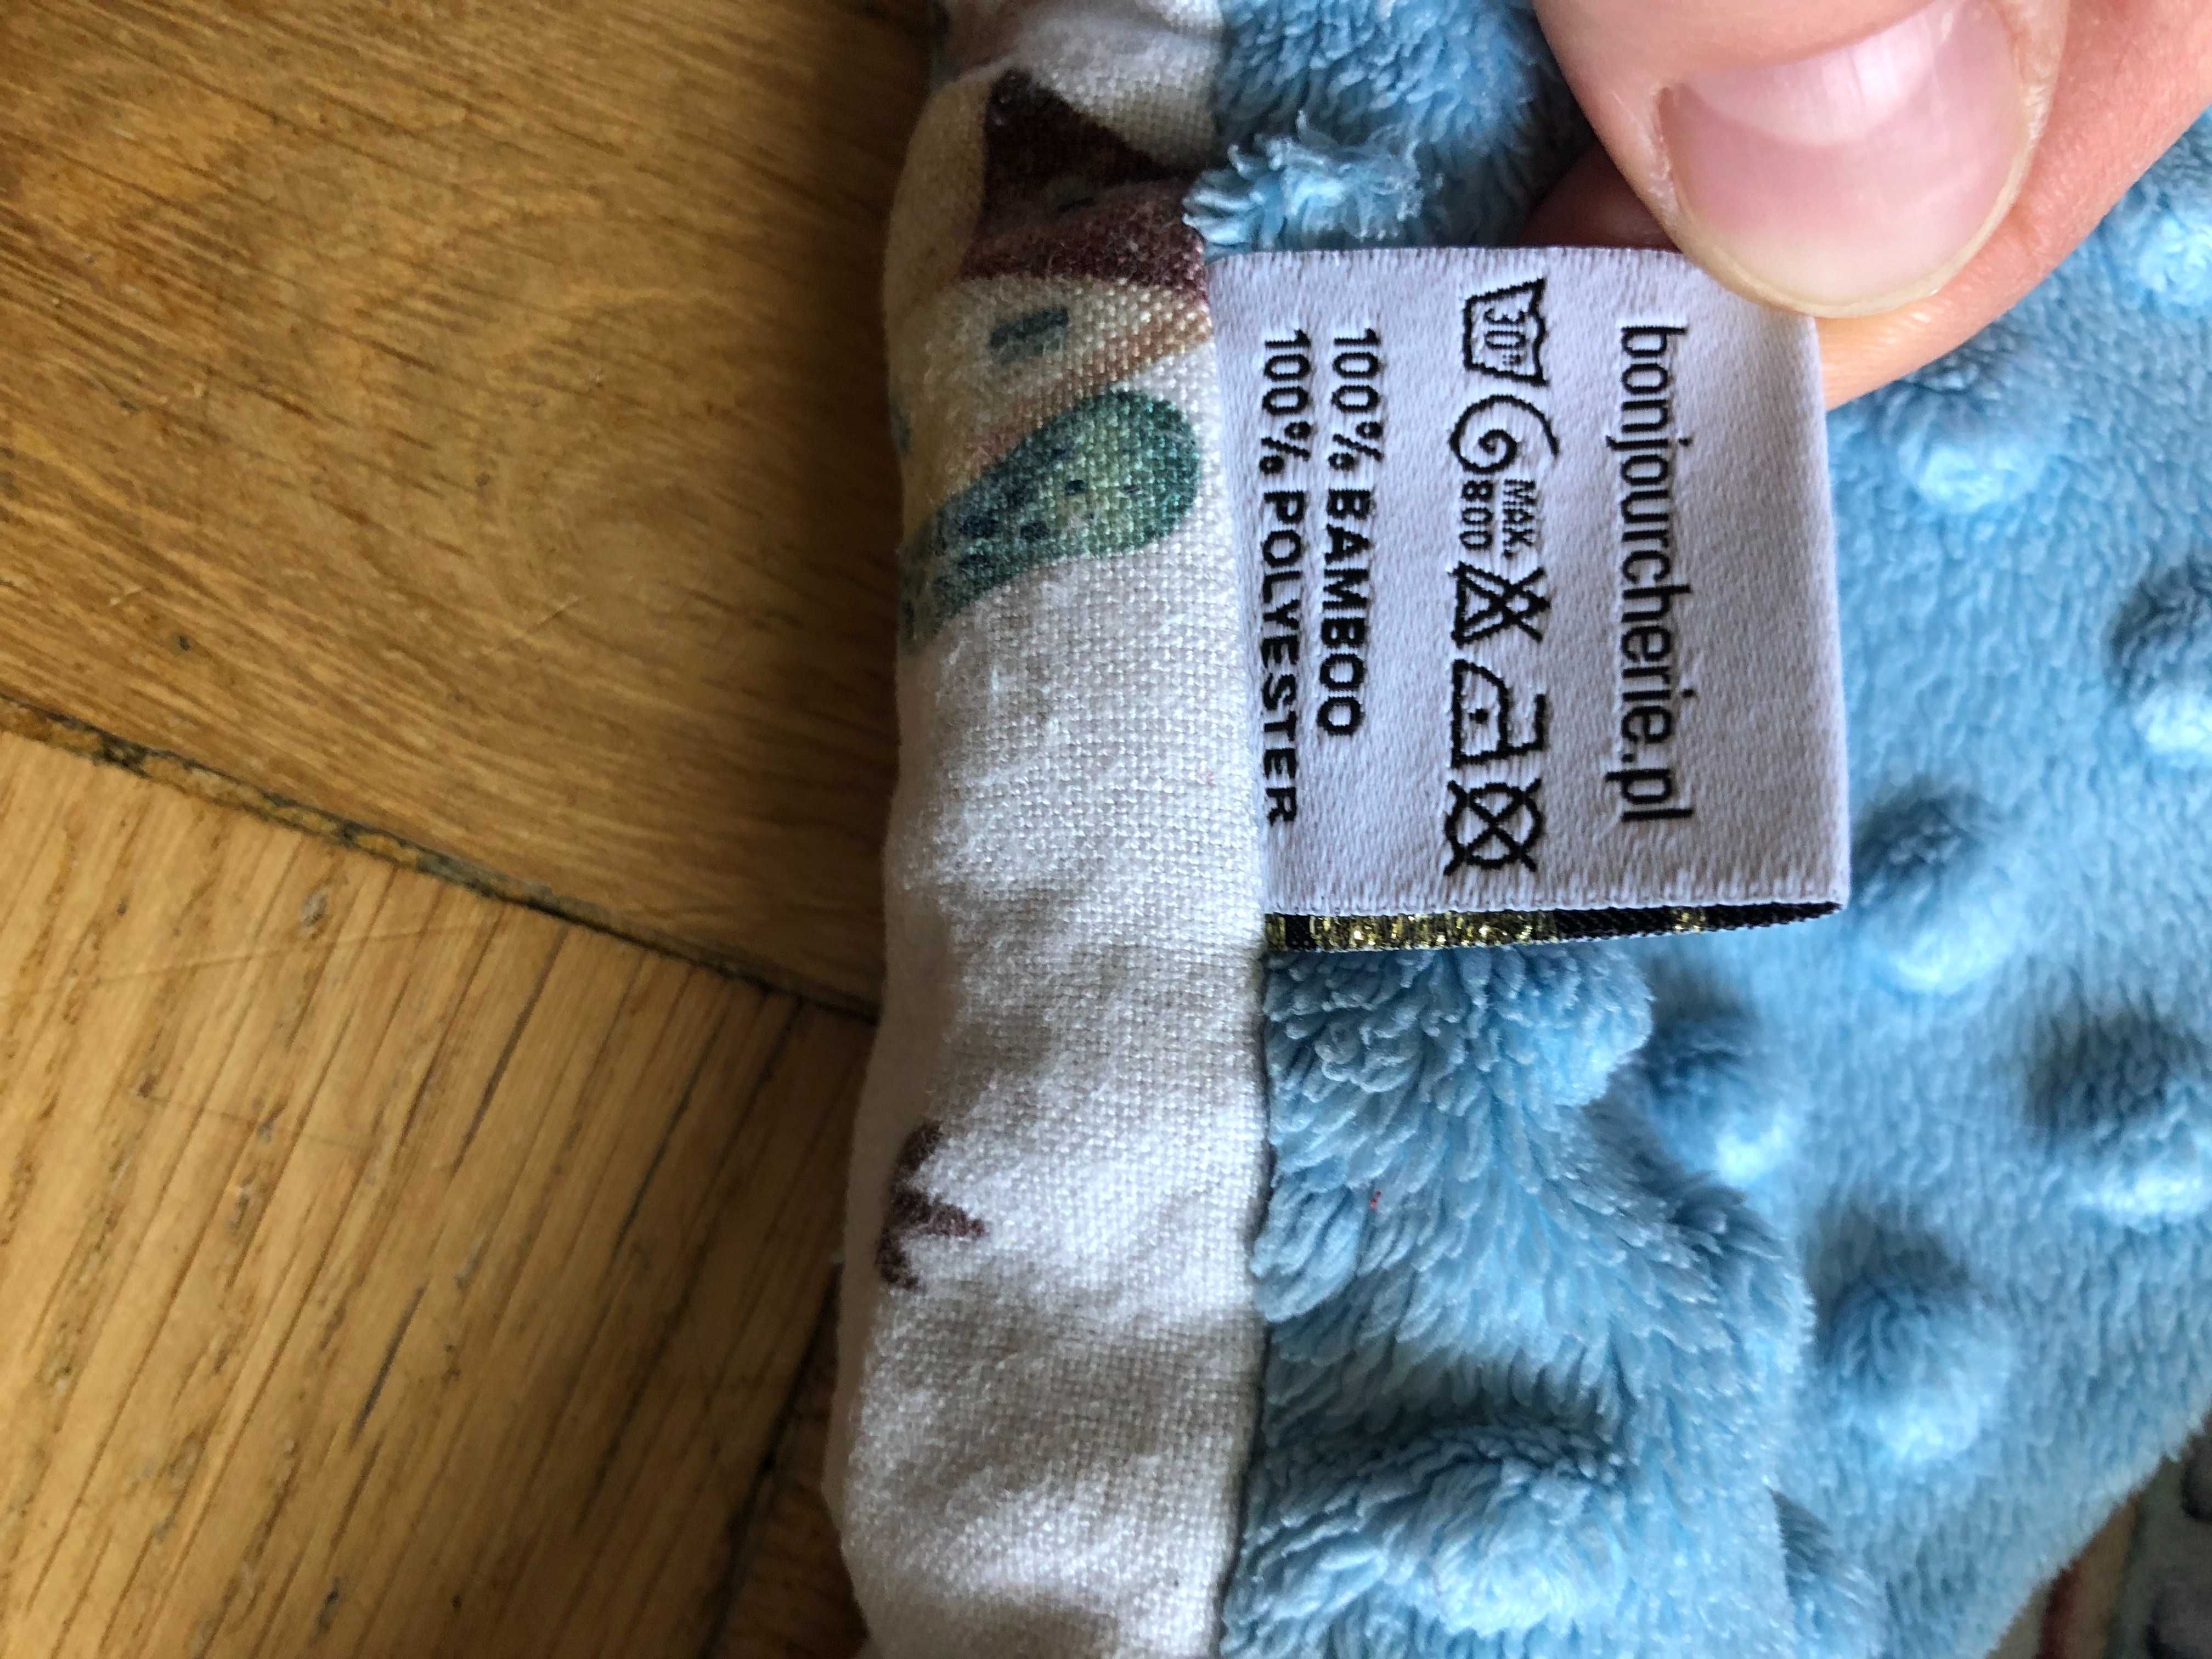 bonjourcherie.pl
30° MAX. 800
100% BAMBOO
100% POLYESTER